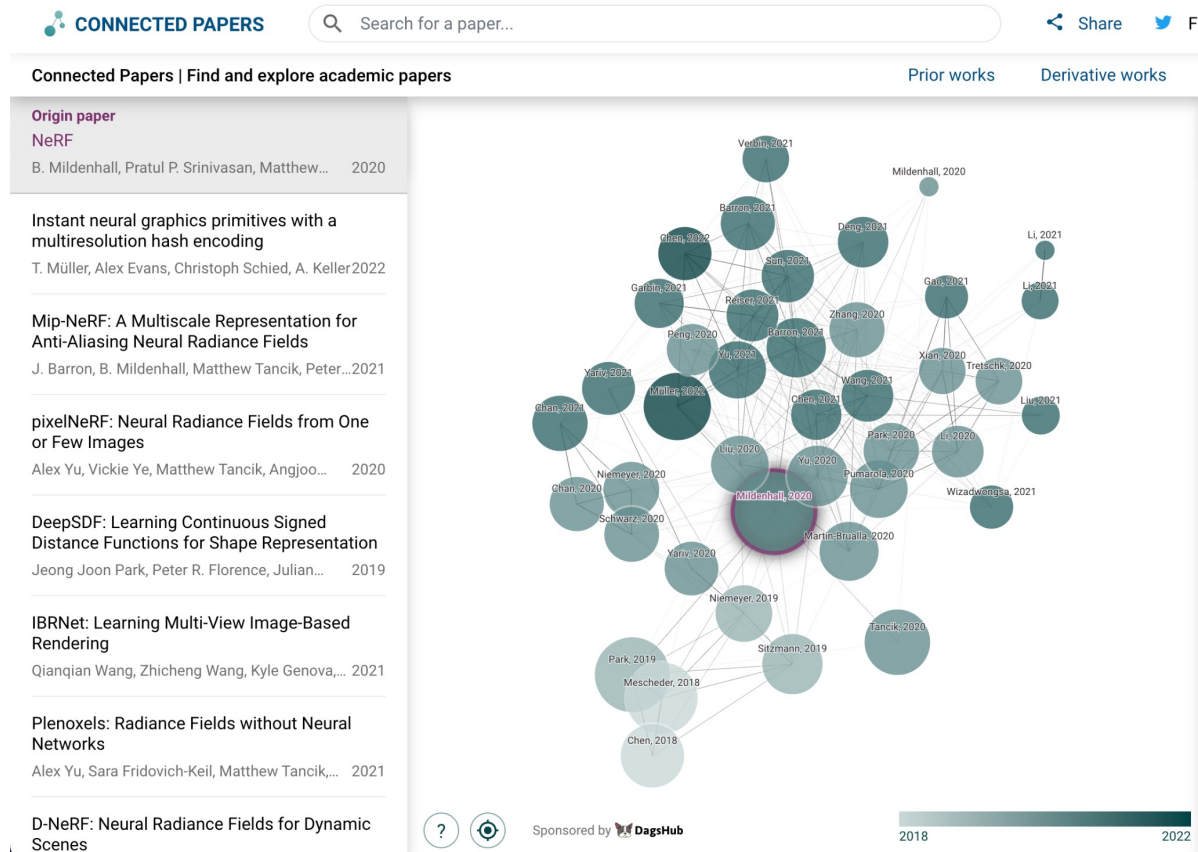 CONNECTED PAPERS
Search for a paper...
Share
F
Connected Papers | Find and explore academic papers
Prior works
Derivative works
Origin paper
NeRF
B. Mildenhall, Pratul P. Srinivasan, Matthew... 2020
Instant neural graphics primitives with a
multiresolution hash encoding
T. Müller, Alex Evans, Christoph Schied, A. Keller 2022
Mip-NeRF: A Multiscale Representation for
Anti-Aliasing Neural Radiance Fields
J. Barron, B. Mildenhall, Matthew Tancik, Peter... 2021
pixelNeRF: Neural Radiance Fields from One
or Few Images
Alex Yu, Vickie Ye, Matthew Tancik, Angjoo... 2020
DeepSDF: Learning Continuous Signed
Distance Functions for Shape Representation
Jeong Joon Park, Peter R. Florence, Julian... 2019
IBRNet: Learning Multi-View Image-Based
Rendering
Qianqian Wang, Zhicheng Wang, Kyle Genova,... 2021
Plenoxels: Radiance Fields without Neural
Networks
Alex Yu, Sara Fridovich-Keil, Matthew Tancik,... 2021
D-NeRF: Neural Radiance Fields for Dynamic
Scenes
Verbin, 2021
Mildenhall, 2020
Barron, 2021
Deng, 2021
Chen, 2022
Li, 2021
Sun, 2021
Gao, 2021
Li, 2021
Garbin, 2021
Reiser, 2021
Zhang, 2020
Peng, 2020
Barron, 2021
Yu, 2021
Xian, 2020
Tretschk, 2020
Yariv, 2021
Wang, 2021
Müller, 2022
Chen, 2021
Liu, 2021
Chan, 2021
Park, 2020
Li, 2020
Liu, 2020
Yu, 2020
Niemeyer, 2020
Pumarola, 2020
Chan, 2020
Wizadwongsa, 2021
Mildenhall, 2020
Schwarz, 2020
Martin-Brualla, 2020
Yariv, 2020
Niemeyer, 2019
Tancik, 2020
Sitzmann, 2019
Park, 2019
Mescheder, 2018
Chen, 2018
?
Sponsored by DagsHub
2018
2022